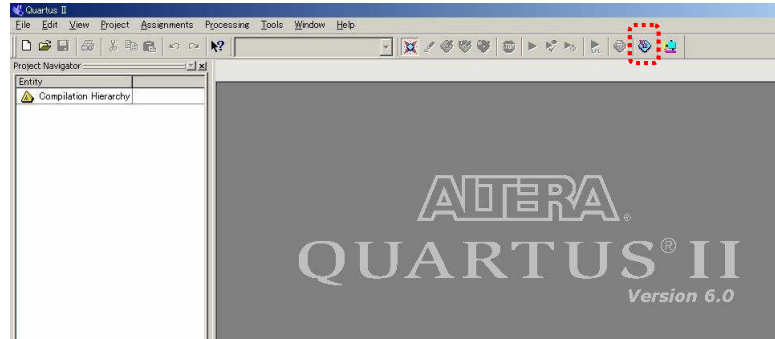 Quartus II
File Edit View Project Assignments Processing Tools Window Help
Project Navigator
Entity
Compilation Hierarchy
ALTERA®
QUARTUS® II
Version 6.0